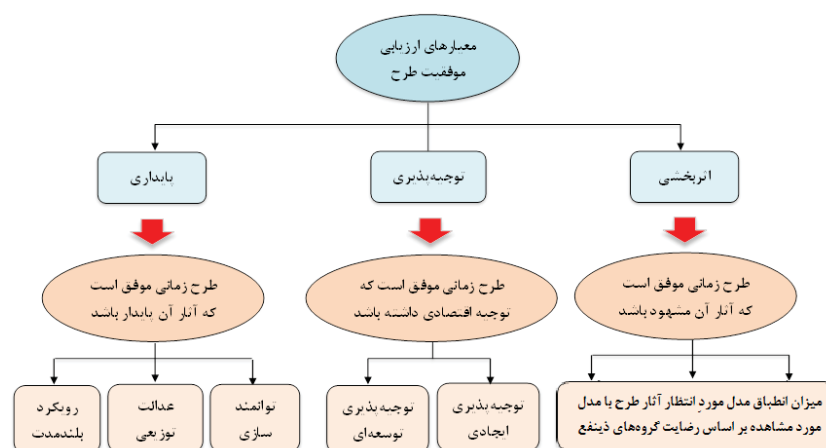 معیارهای ارزیابی
موفقیت طرح
اثربخشی
توجیه‌پذیری
پایداری
طرح زمانی موفق است
که آثار آن مشهود باشد
طرح زمانی موفق است که
توجیه اقتصادی داشته باشد
طرح زمانی موفق است
که آثار آن پایدار باشد
میزان انطباق مدل موردِ انتظار آثار طرح با مدل
مورد مشاهده بر اساس رضایت گروه‌های ذینفع
توجیه‌پذیری
ایجادی
توجیه‌پذیری
توسعه‌ای
توانمند
سازی
عدالت
توزیعی
رویکرد
بلندمدت